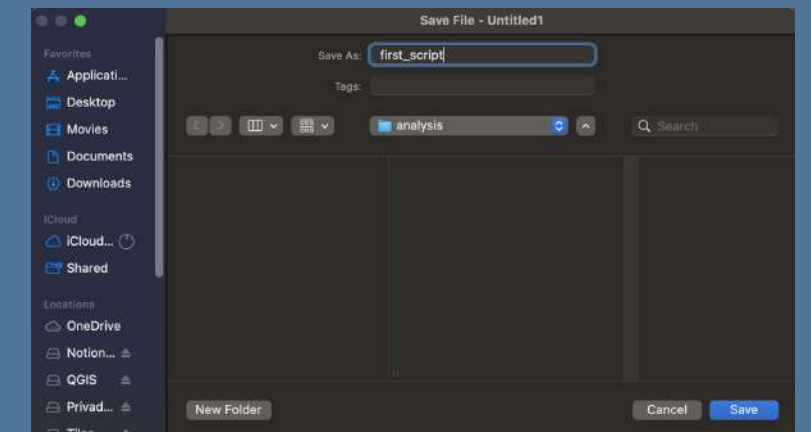 Save File - Untitled1
Favorites
Applicati...
Desktop
Movies
Documents
Downloads
iCloud
iCloud...
Shared
Locations
OneDrive
Notion...
QGIS
Privad...
Save As: first_script
Tags:
analysis
Search
New Folder
Cancel
Save